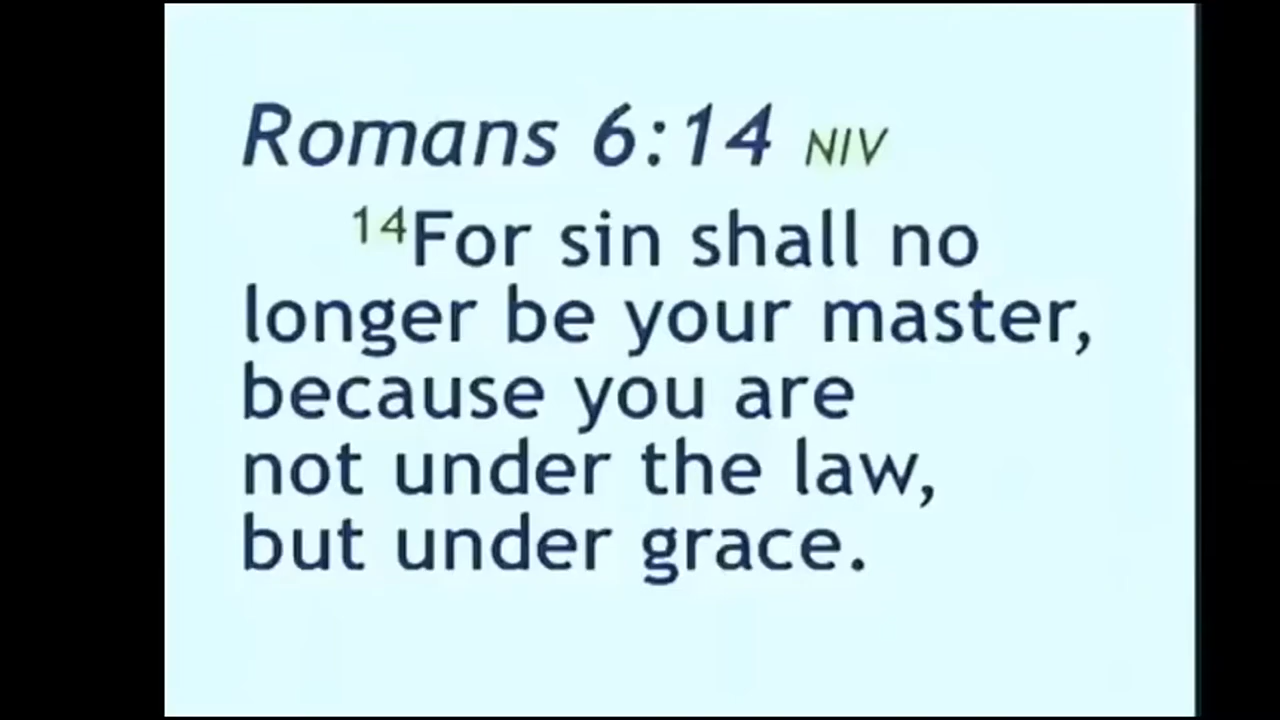 Romans 6:14 NIV
14For sin shall no
longer be your master,
because you are
not under the law,
but under grace.